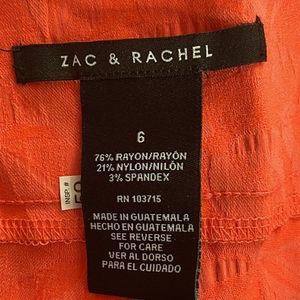 ZAC & RACHEL
6
76% RAYON/RAYÓN
21% NYLON/NILÓN
3% SPANDEX
RN 103715
MADE IN GUATEMALA
HECHO EN GUATEMALA
SEE REVERSE
FOR CARE
VER AL DORSO
PARA EL CUIDADO
INSP. #